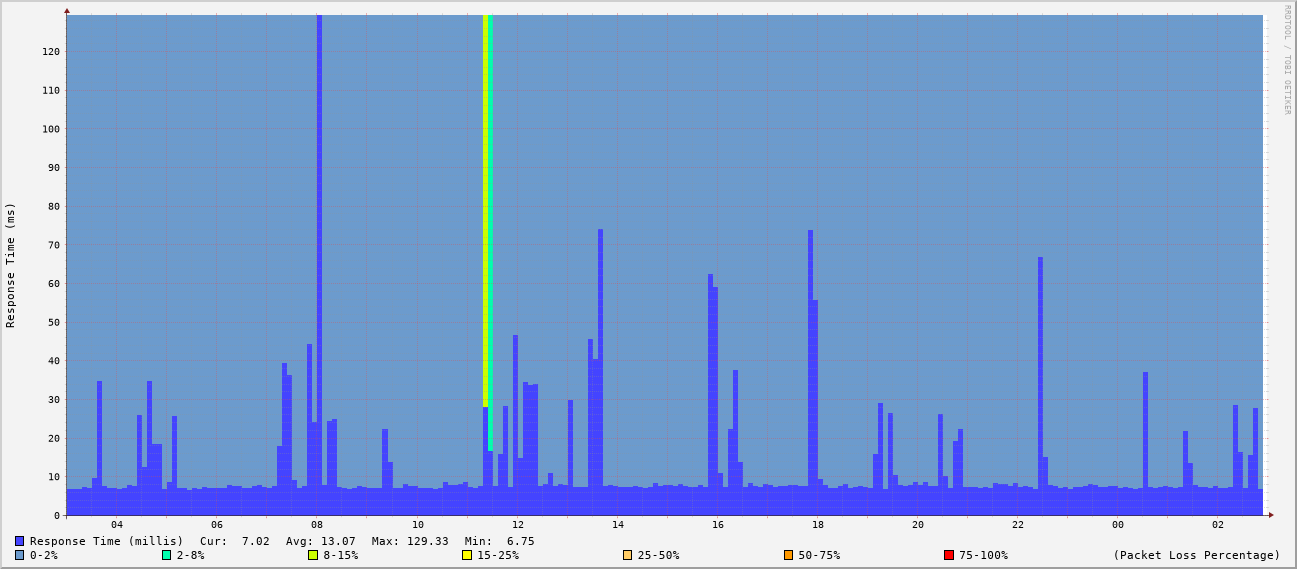 RRDTOOL / TOBI OETIKER
Response Time (ms)
120
110
100
90
80
70
60
50
40
30
20
10
0
04 06 08 10 12 14 16 18 20 22 00 02
Response Time (millis) Cur: 7.02 Avg: 13.07 Max: 129.33 Min: 6.75
0-2% 2-8% 8-15% 15-25% 25-50% 50-75% 75-100% (Packet Loss Percentage)